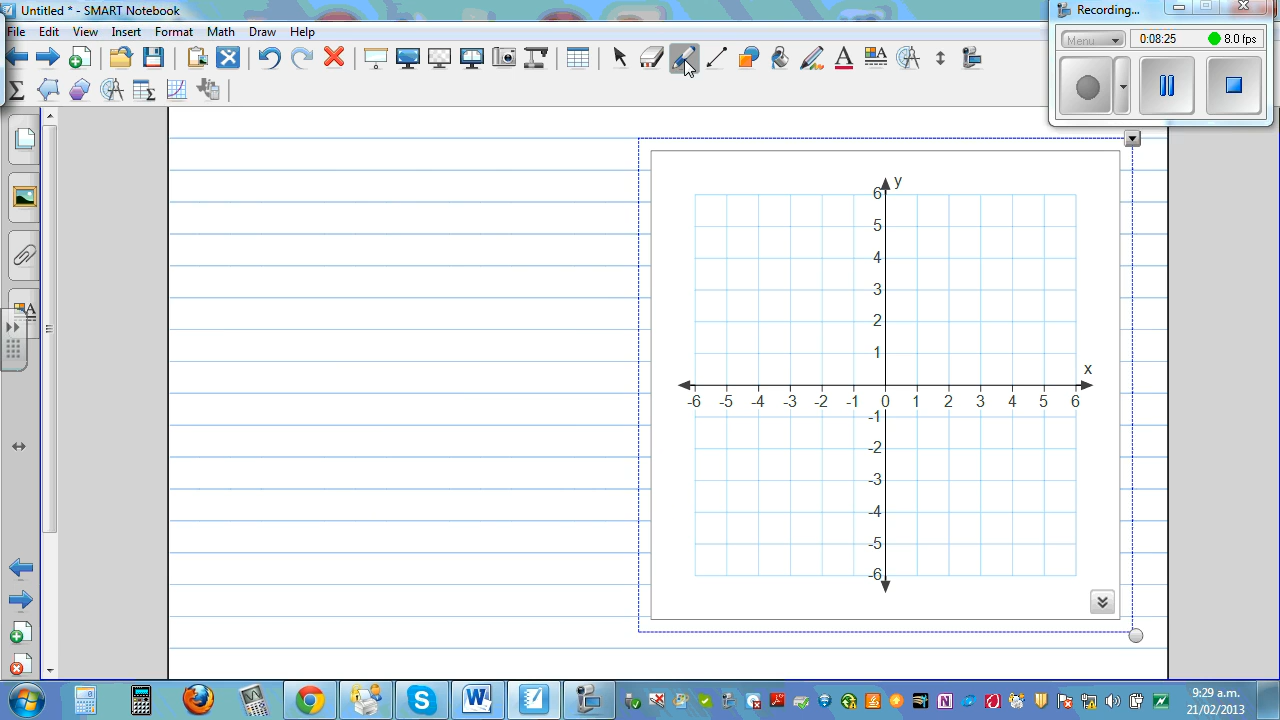 Untitled * - SMART Notebook
Recording...
File Edit View Insert Format Math Draw Help
Menu
0:08:25
8.0 fps
y
6
5
4
3
2
1
x
-6 -5 -4 -3 -2 -1 0 1 2 3 4 5 6
-1
-2
-3
-4
-5
-6
9:29 a.m.
21/02/2013